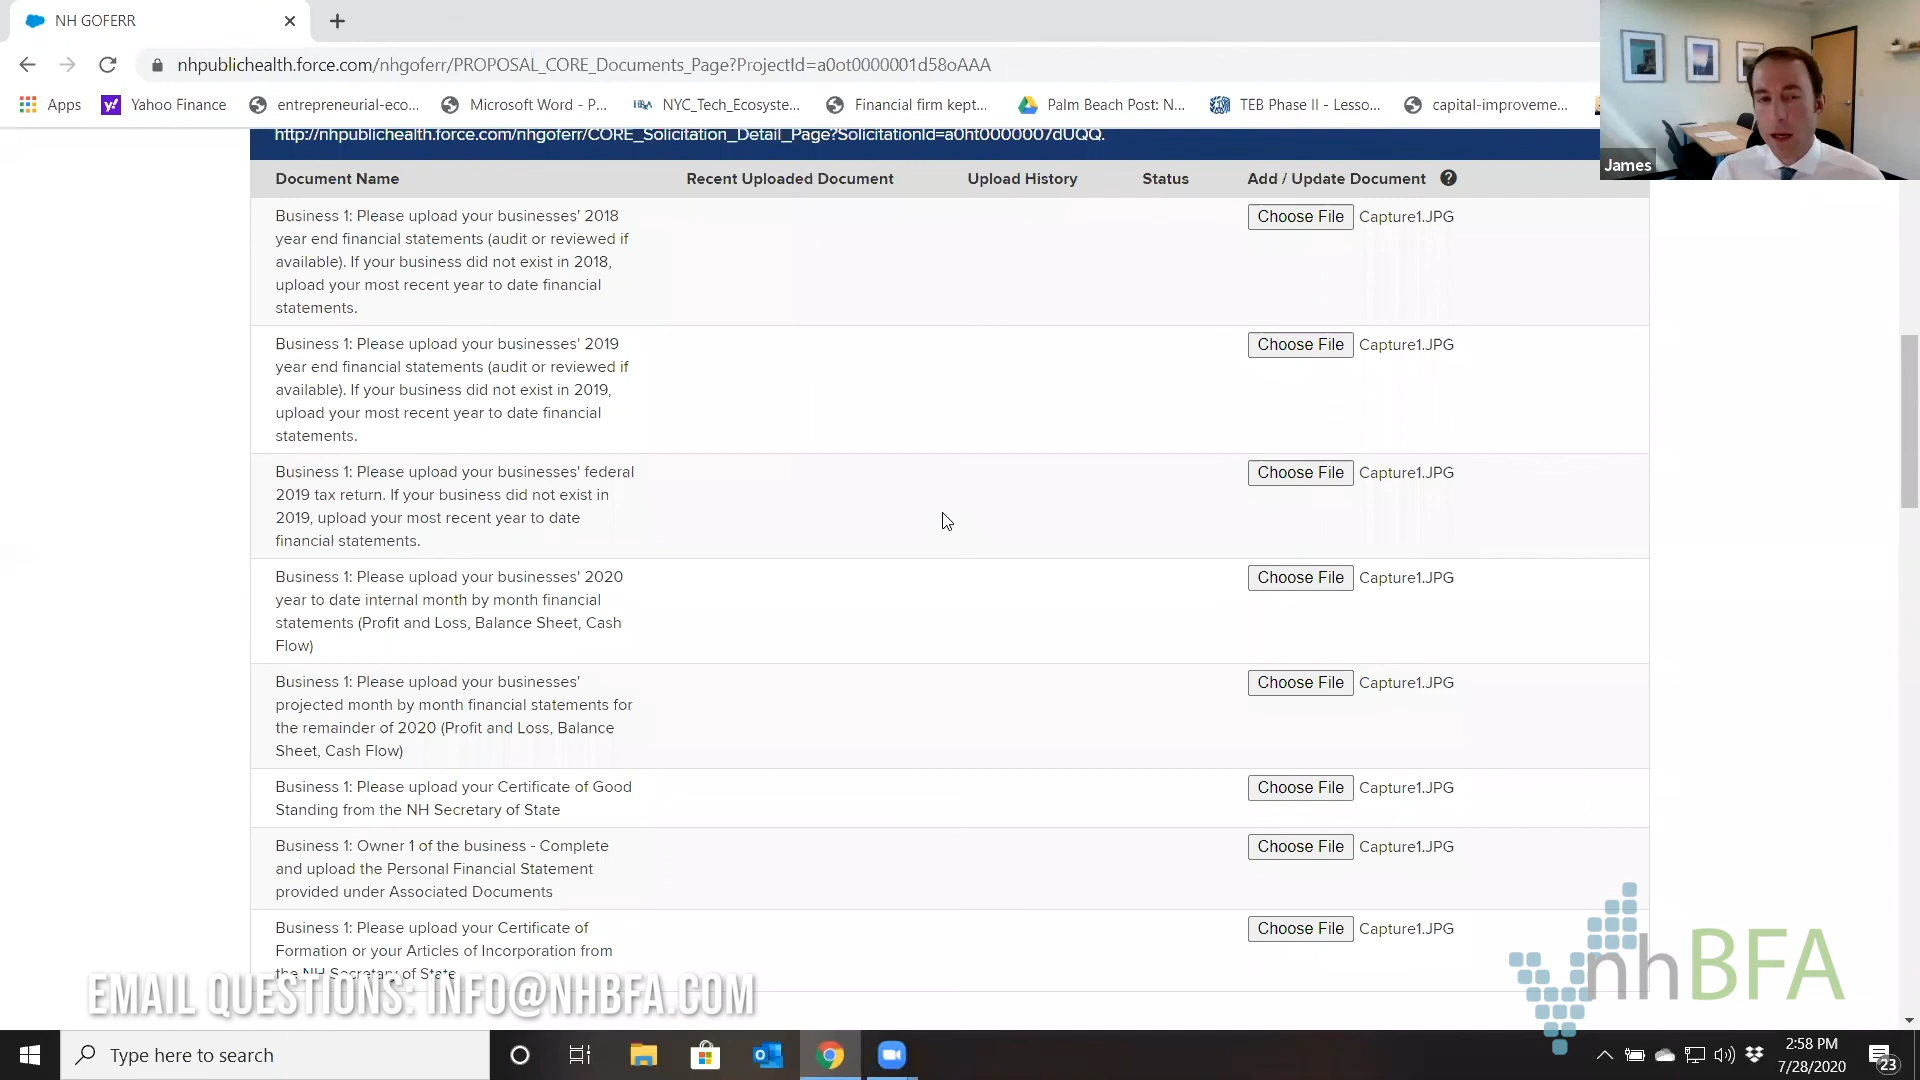 NH GOFERR
nhpublichealth.force.com/nhgoferr/PROPOSAL_CORE_Documents_Page?ProjectId=a0ot0000001d58oAAA
Apps Yahoo Finance entrepreneurial-eco... Microsoft Word - P... NYC_Tech_Ecosyste... Financial firm kept... Palm Beach Post: N... TEB Phase II - Lesso... capital-improveme...
http://nhpublichealth.force.com/nhgoferr/CORE_Solicitation_Detail_Page?SolicitationId=a0ht0000007dUQQ.
James
Document Name Recent Uploaded Document Upload History Status Add / Update Document ?
Business 1: Please upload your businesses' 2018
year end financial statements (audit or reviewed if
available). If your business did not exist in 2018,
upload your most recent year to date financial
statements.
Choose File Capture1.JPG
Business 1: Please upload your businesses' 2019
year end financial statements (audit or reviewed if
available). If your business did not exist in 2019,
upload your most recent year to date financial
statements.
Choose File Capture1.JPG
Business 1: Please upload your businesses' federal
2019 tax return. If your business did not exist in
2019, upload your most recent year to date
financial statements.
Choose File Capture1.JPG
Business 1: Please upload your businesses' 2020
year to date internal month by month financial
statements (Profit and Loss, Balance Sheet, Cash
Flow)
Choose File Capture1.JPG
Business 1: Please upload your businesses'
projected month by month financial statements for
the remainder of 2020 (Profit and Loss, Balance
Sheet, Cash Flow)
Choose File Capture1.JPG
Business 1: Please upload your Certificate of Good
Standing from the NH Secretary of State
Choose File Capture1.JPG
Business 1: Owner 1 of the business - Complete
and upload the Personal Financial Statement
provided under Associated Documents
Choose File Capture1.JPG
Business 1: Please upload your Certificate of
Formation or your Articles of Incorporation from
the NH Secretary of State
Choose File Capture1.JPG
EMAIL QUESTIONS: INFO@NHBFA.COM
nhBFA
Type here to search
2:58 PM
7/28/2020
23